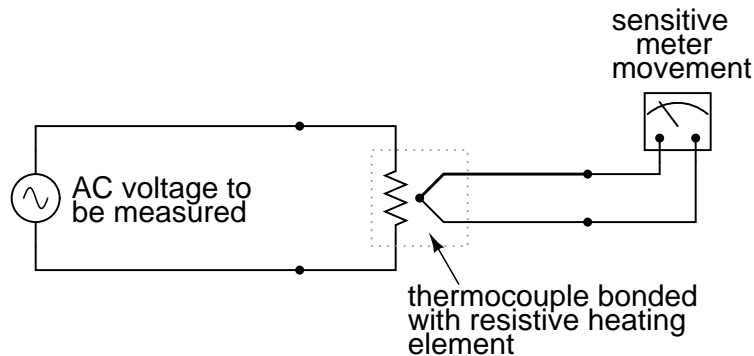 sensitive
meter
movement
AC voltage to
be measured
thermocouple bonded
with resistive heating
element